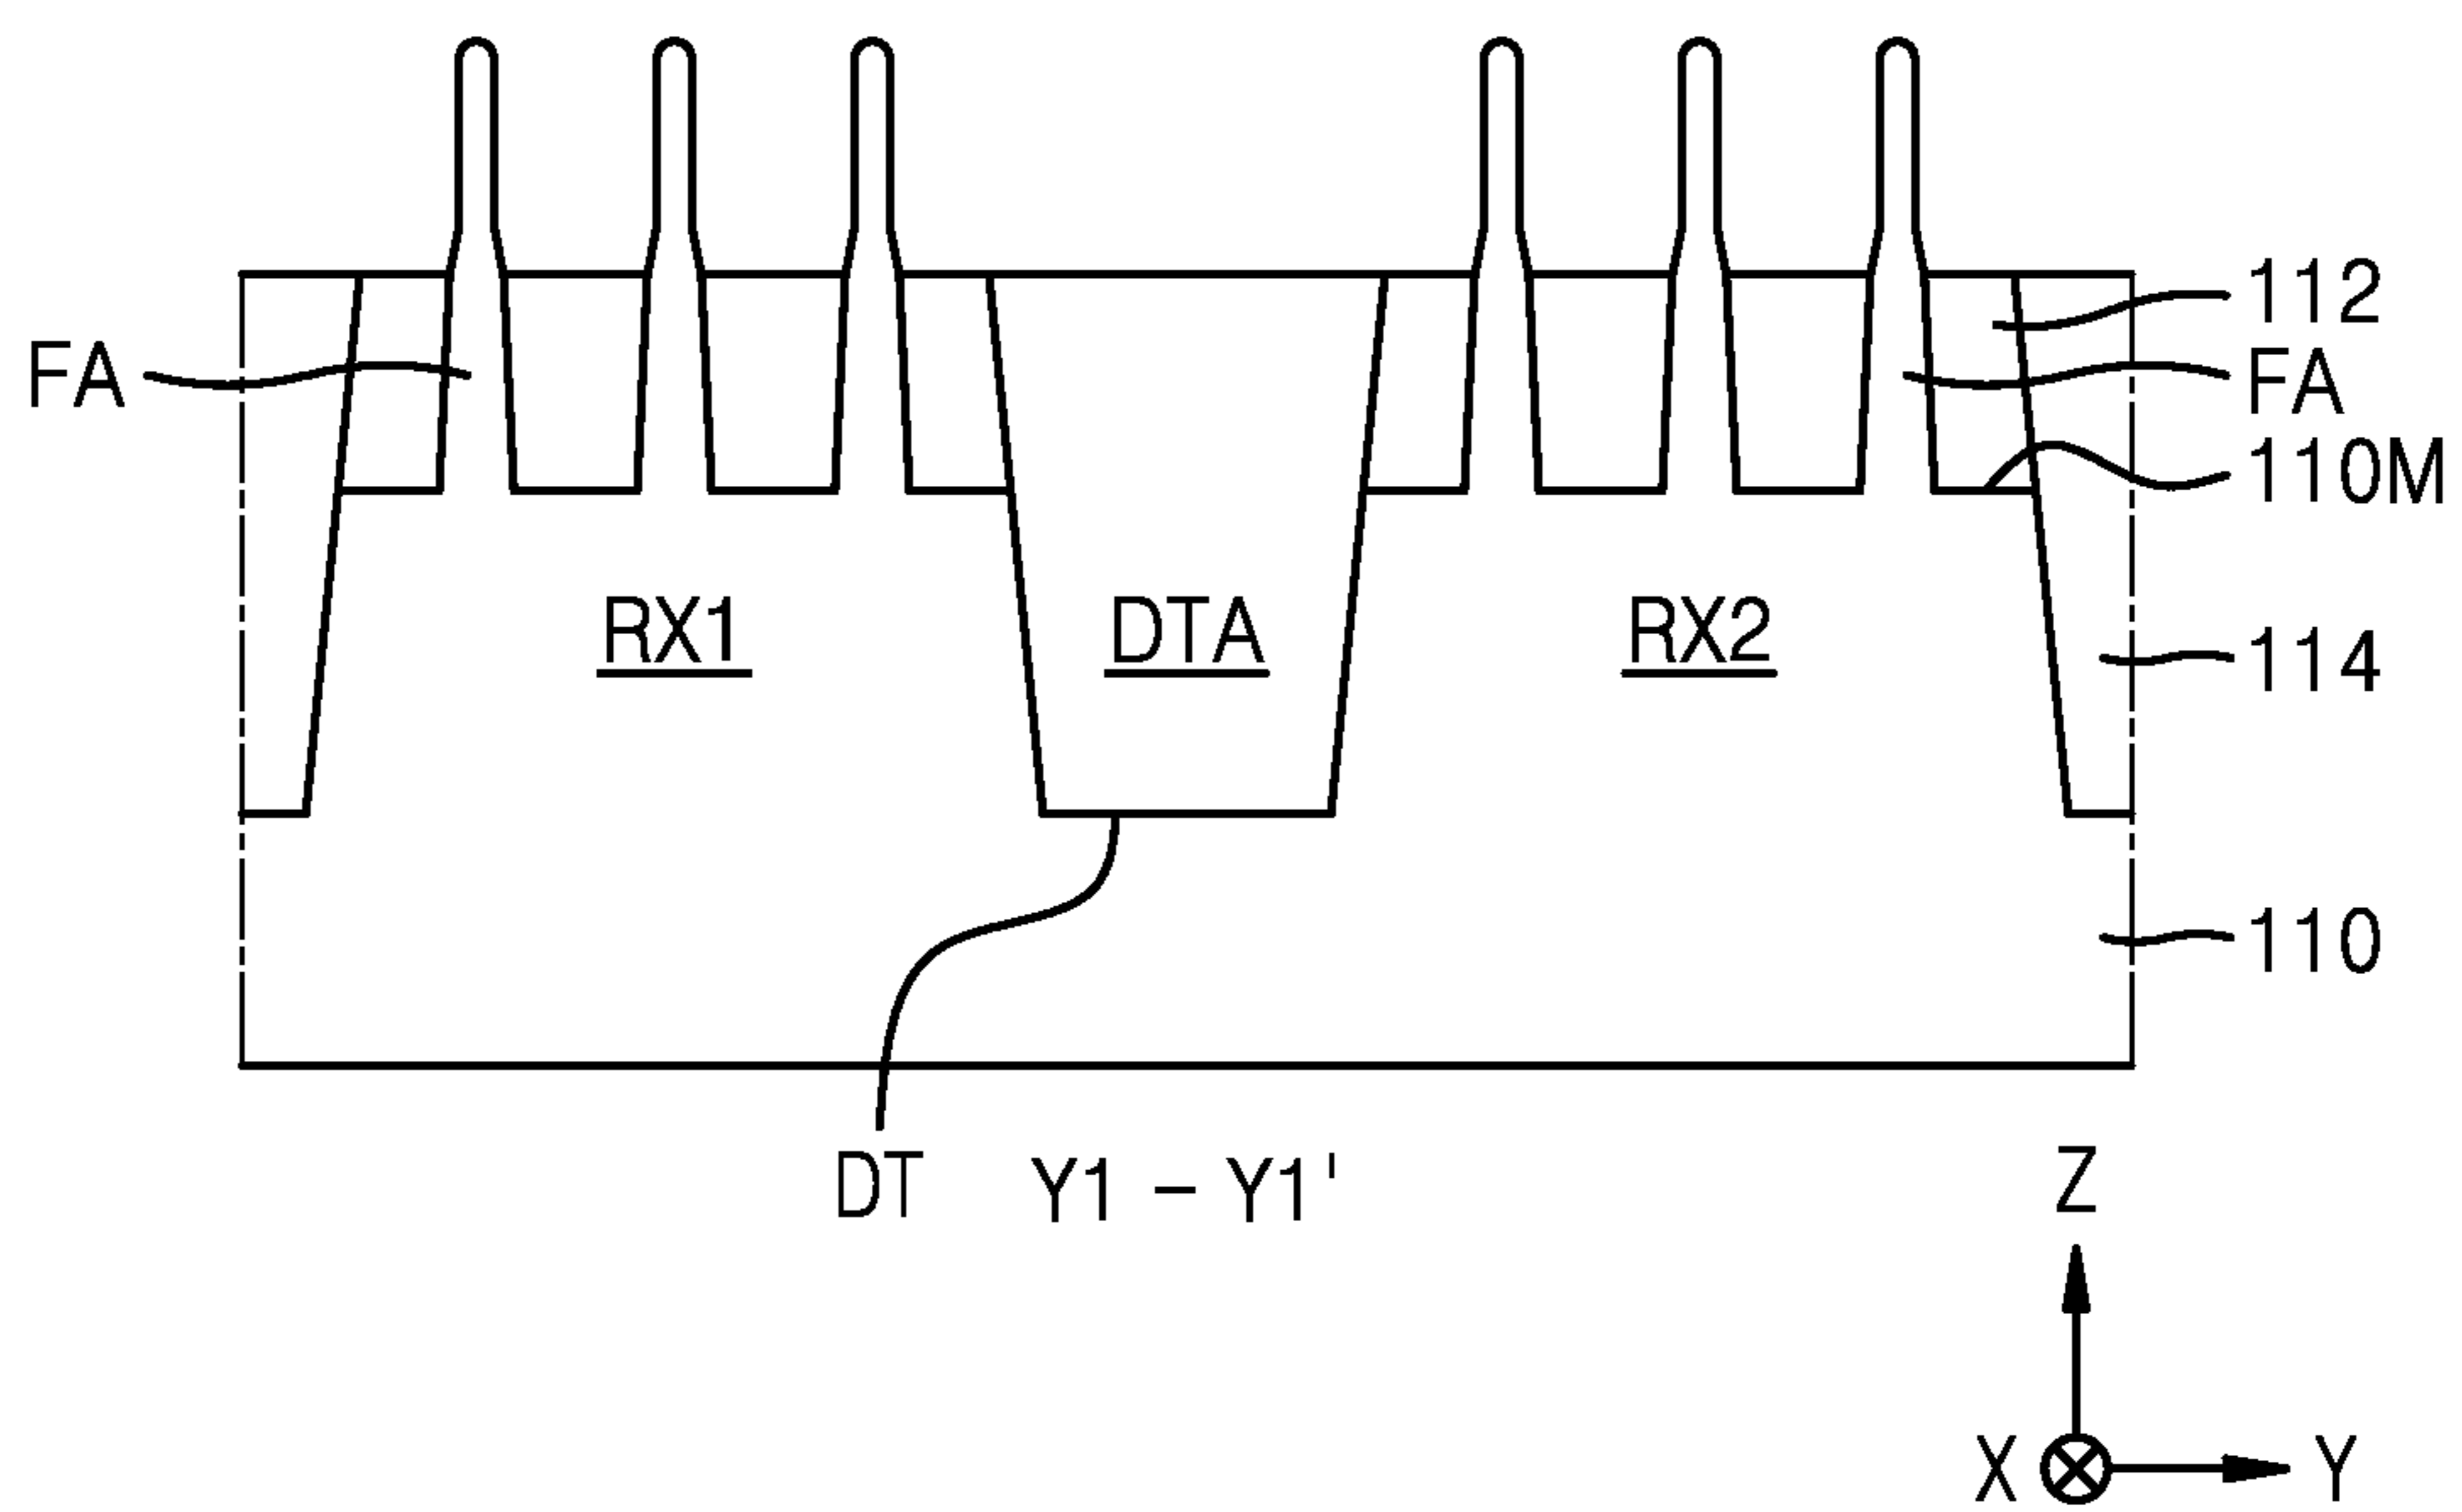 112
FA
FA
110M
RX1 DTA RX2
114
110
DT Y1 - Y1'
Z
X Y